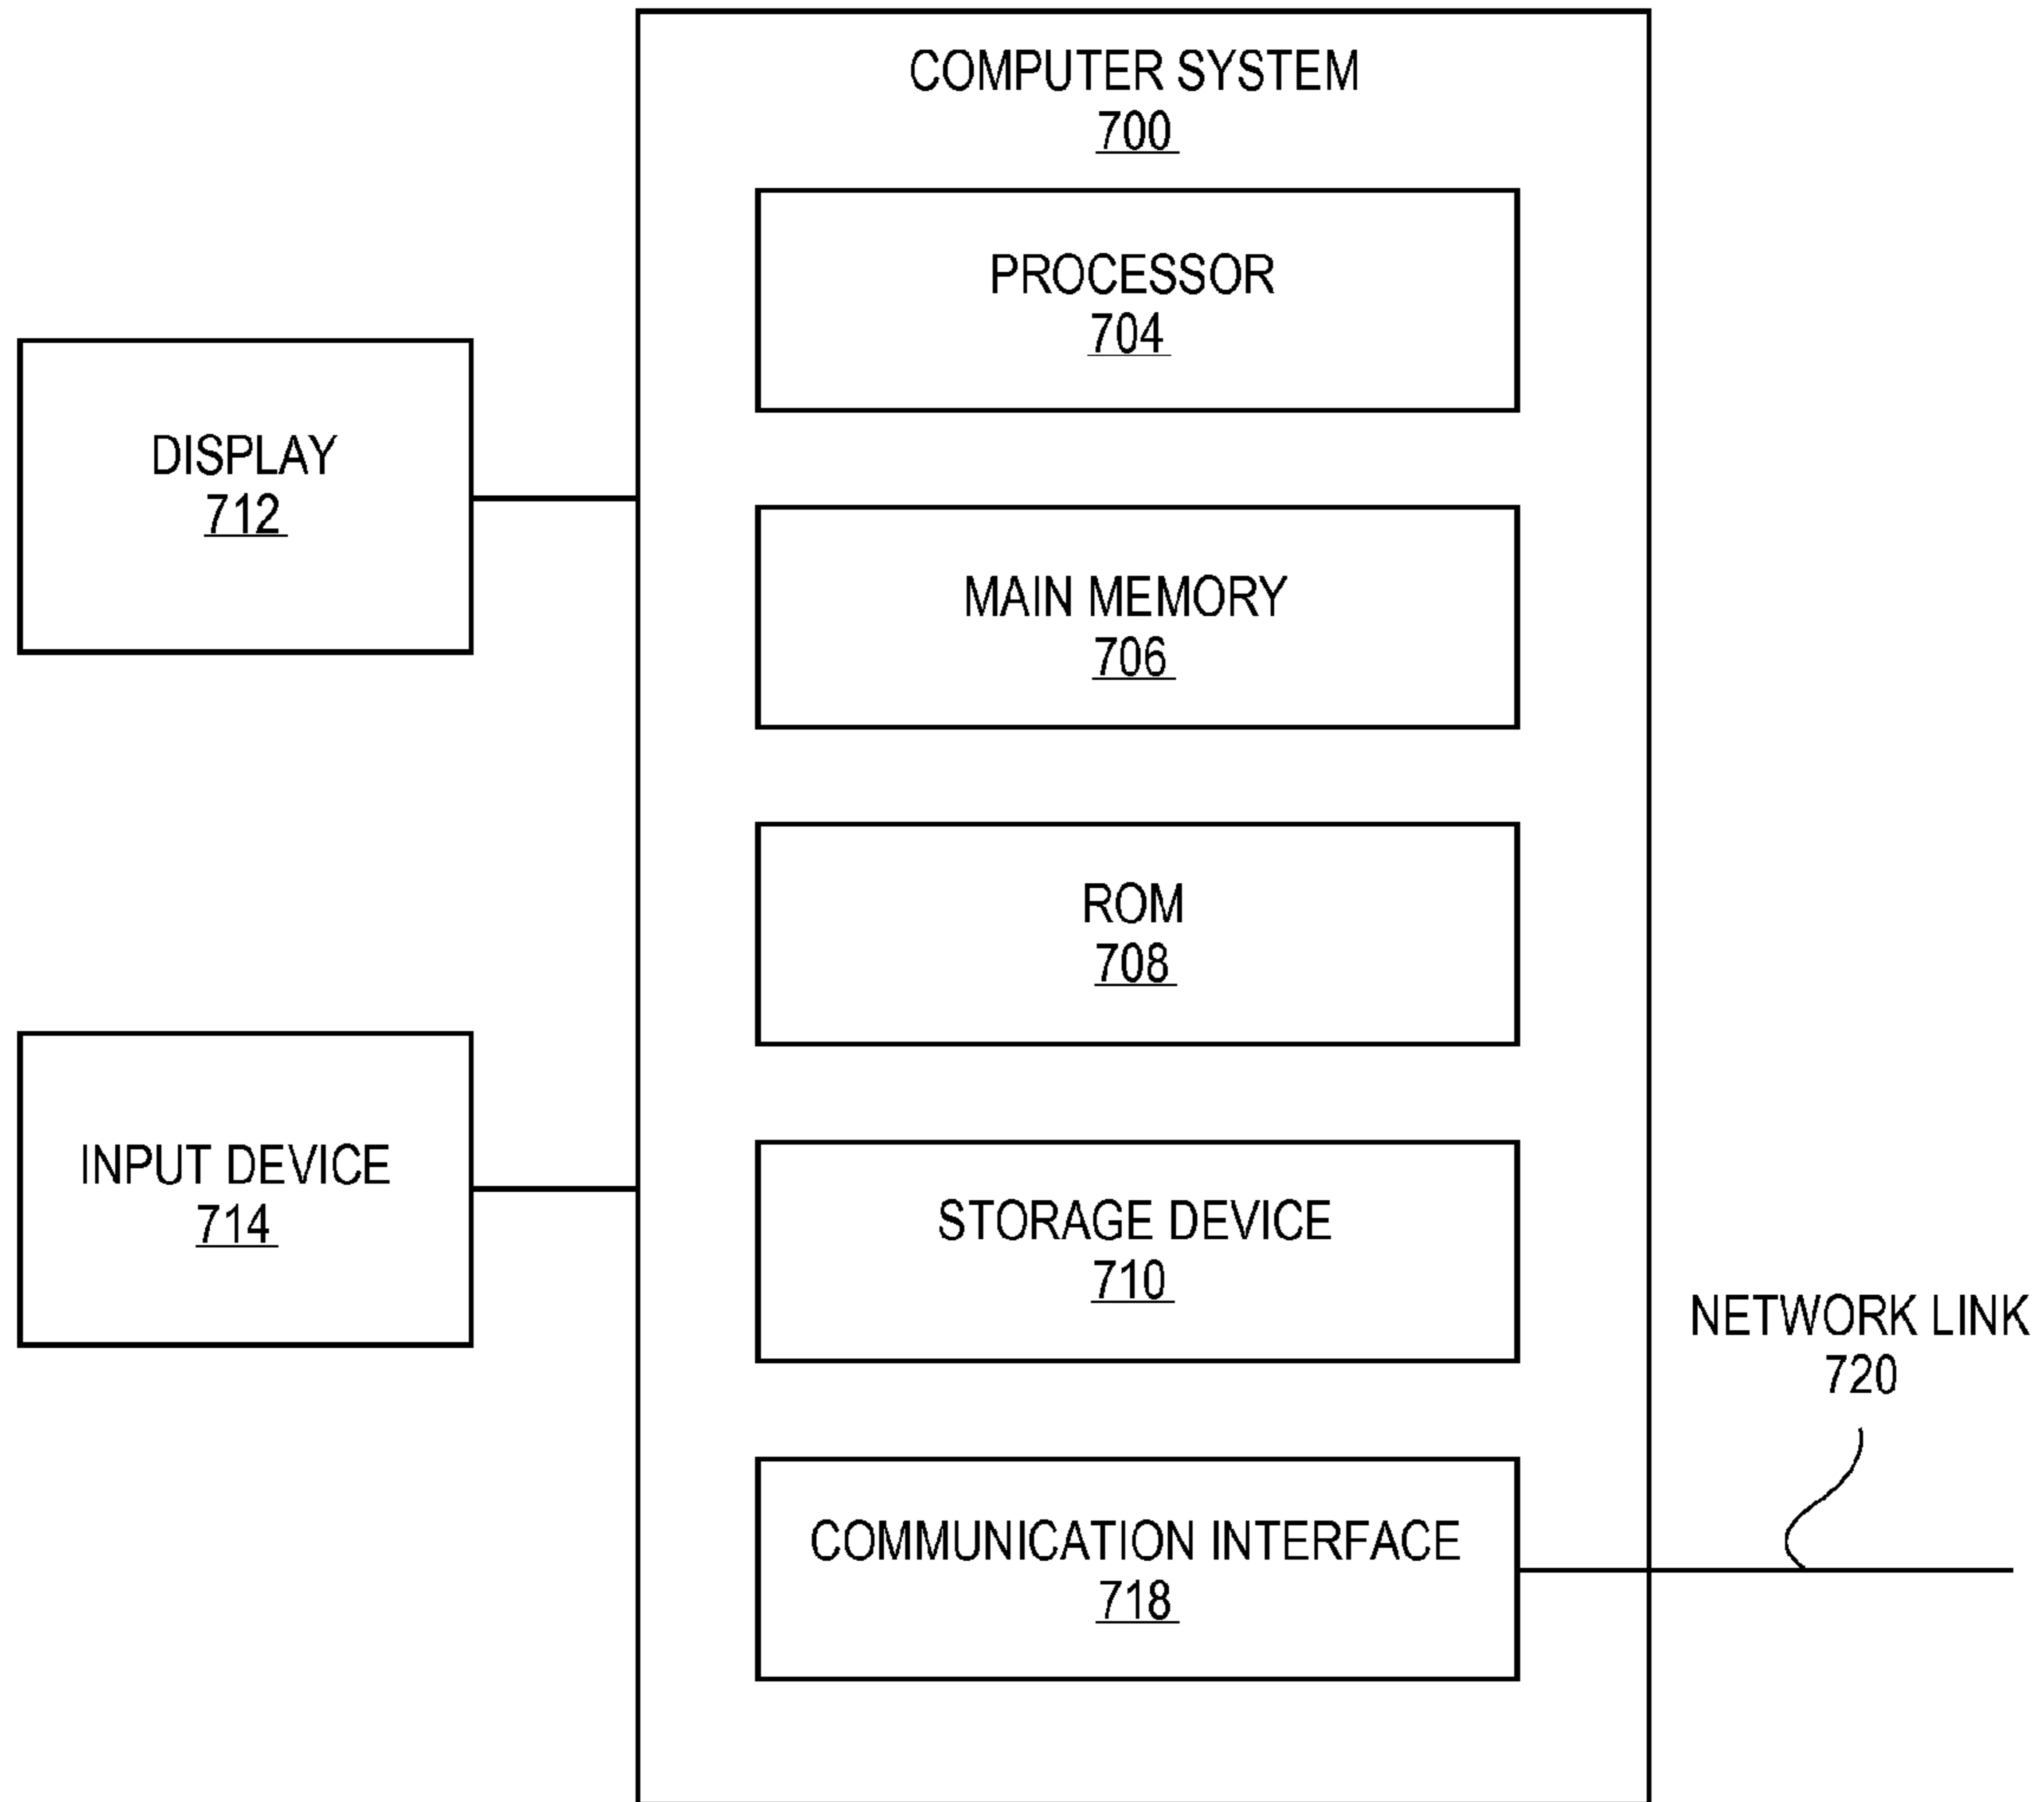 COMPUTER SYSTEM
700
PROCESSOR
704
DISPLAY
712
MAIN MEMORY
706
ROM
708
INPUT DEVICE
714
STORAGE DEVICE
710
NETWORK LINK
720
COMMUNICATION INTERFACE
718